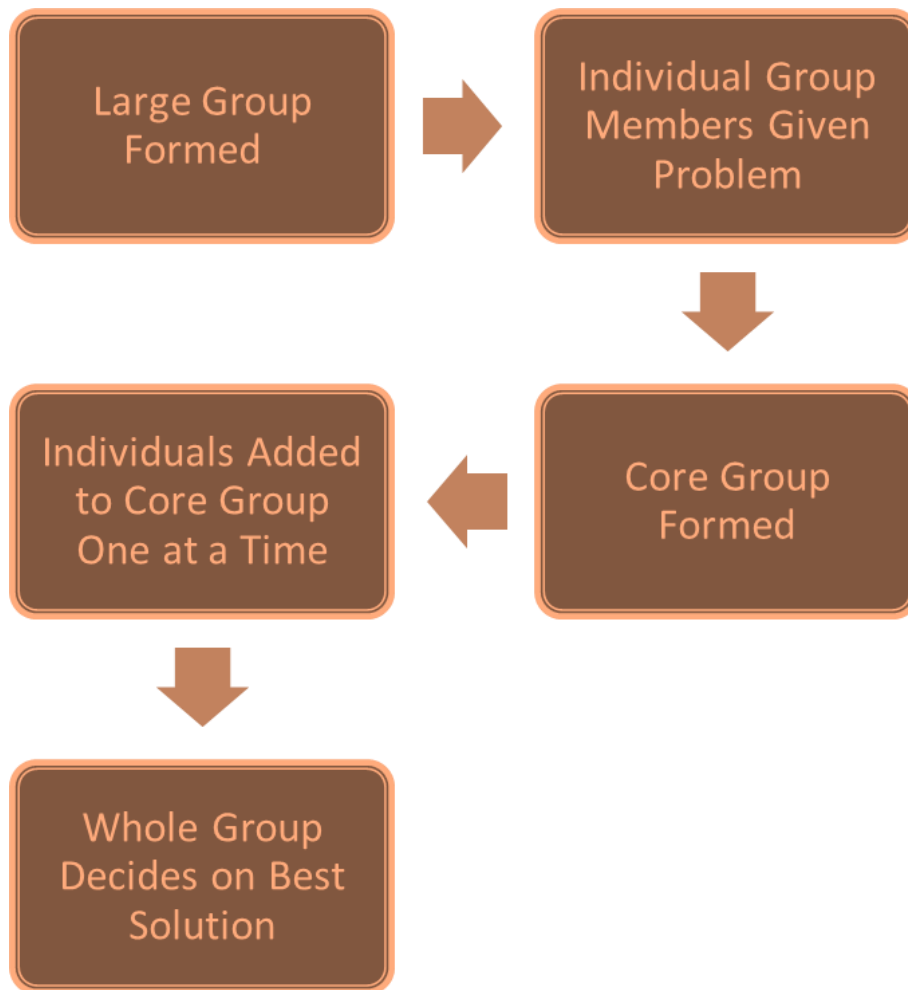 Large Group
Formed
Individual Group
Members Given
Problem
Core Group
Formed
Individuals Added
to Core Group
One at a Time
Whole Group
Decides on Best
Solution